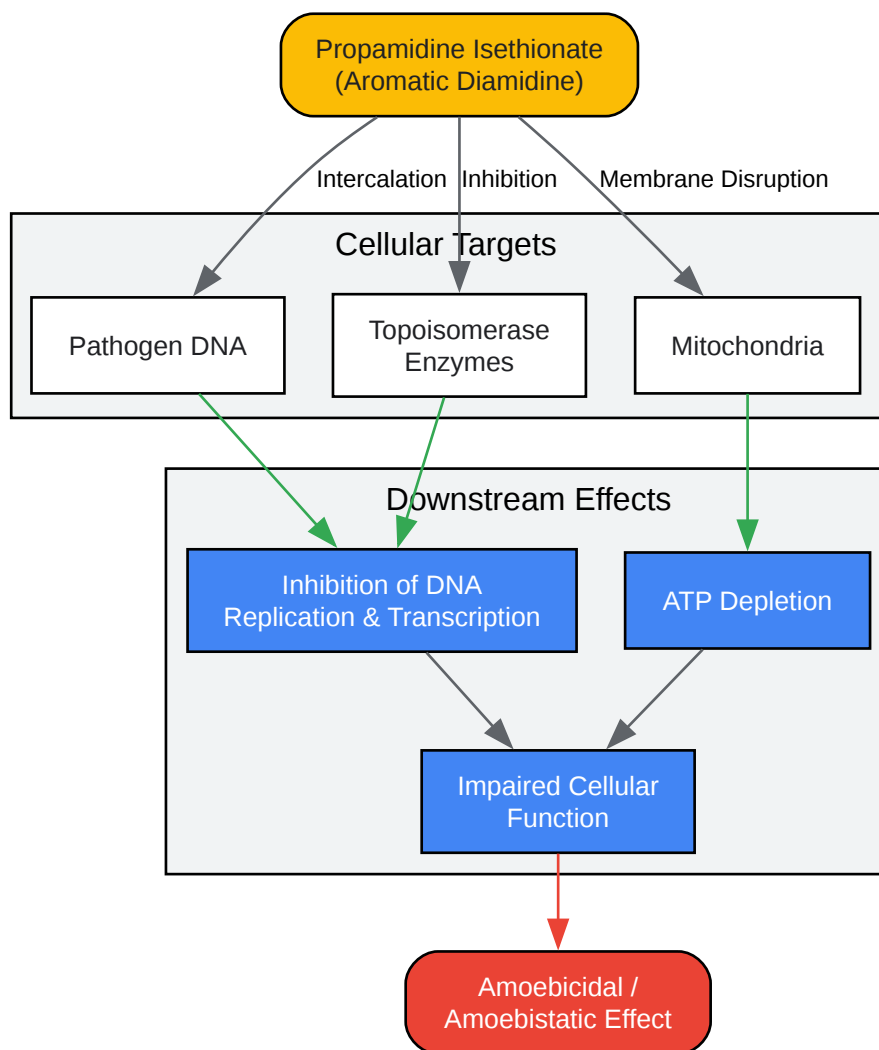 Propamidine Isethionate
(Aromatic Diamidine)
Intercalation
Inhibition
Membrane Disruption
Cellular Targets
Pathogen DNA
Topoisomerase
Enzymes
Mitochondria
Downstream Effects
Inhibition of DNA
Replication & Transcription
ATP Depletion
Impaired Cellular
Function
Amoebicidal /
Amoebistatic Effect